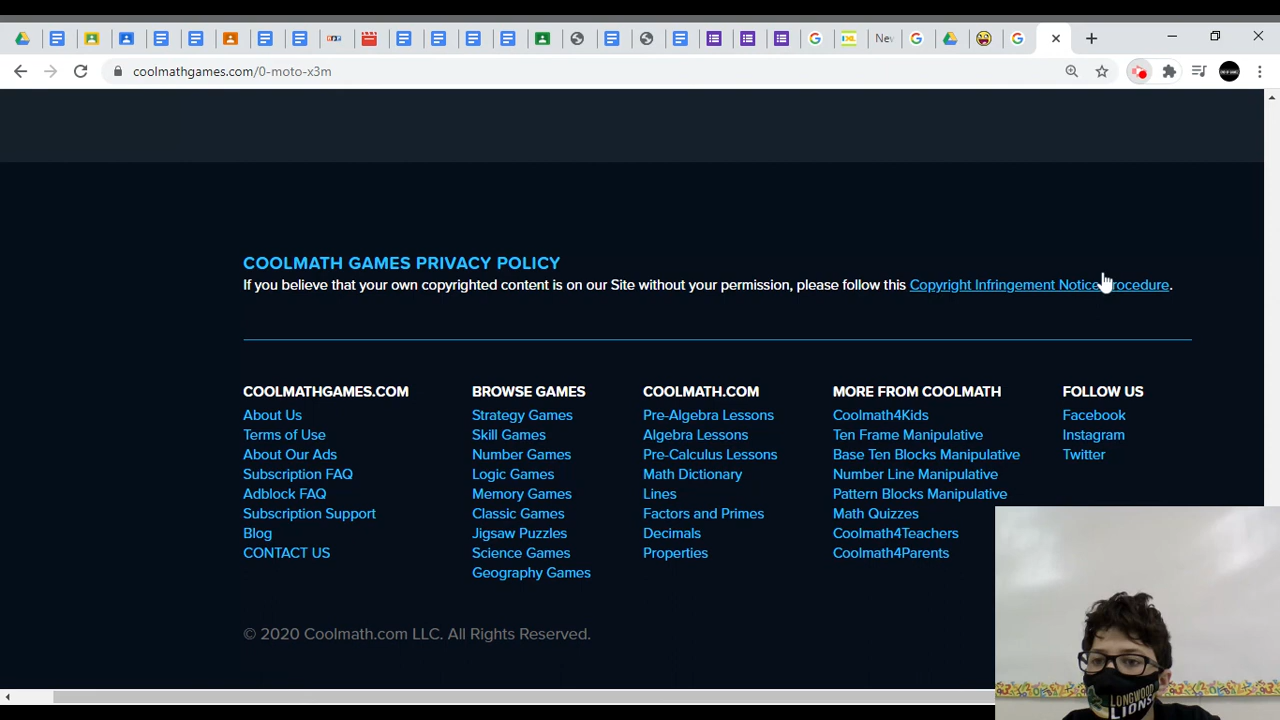 Nev
coolmathgames.com/0-moto-x3m
COOLMATH GAMES PRIVACY POLICY
If you believe that your own copyrighted content is on our Site without your permission, please follow this Copyright Infringement Notice Procedure.
COOLMATHGAMES.COM
About Us
Terms of Use
About Our Ads
Subscription FAQ
Adblock FAQ
Subscription Support
Blog
CONTACT US
BROWSE GAMES
Strategy Games
Skill Games
Number Games
Logic Games
Memory Games
Classic Games
Jigsaw Puzzles
Science Games
Geography Games
COOLMATH.COM
Pre-Algebra Lessons
Algebra Lessons
Pre-Calculus Lessons
Math Dictionary
Lines
Factors and Primes
Decimals
Properties
MORE FROM COOLMATH
Coolmath4Kids
Ten Frame Manipulative
Base Ten Blocks Manipulative
Number Line Manipulative
Pattern Blocks Manipulative
Math Quizzes
Coolmath4Teachers
Coolmath4Parents
FOLLOW US
Facebook
Instagram
Twitter
© 2020 Coolmath.com LLC. All Rights Reserved.
LONGWOOD
LIONS